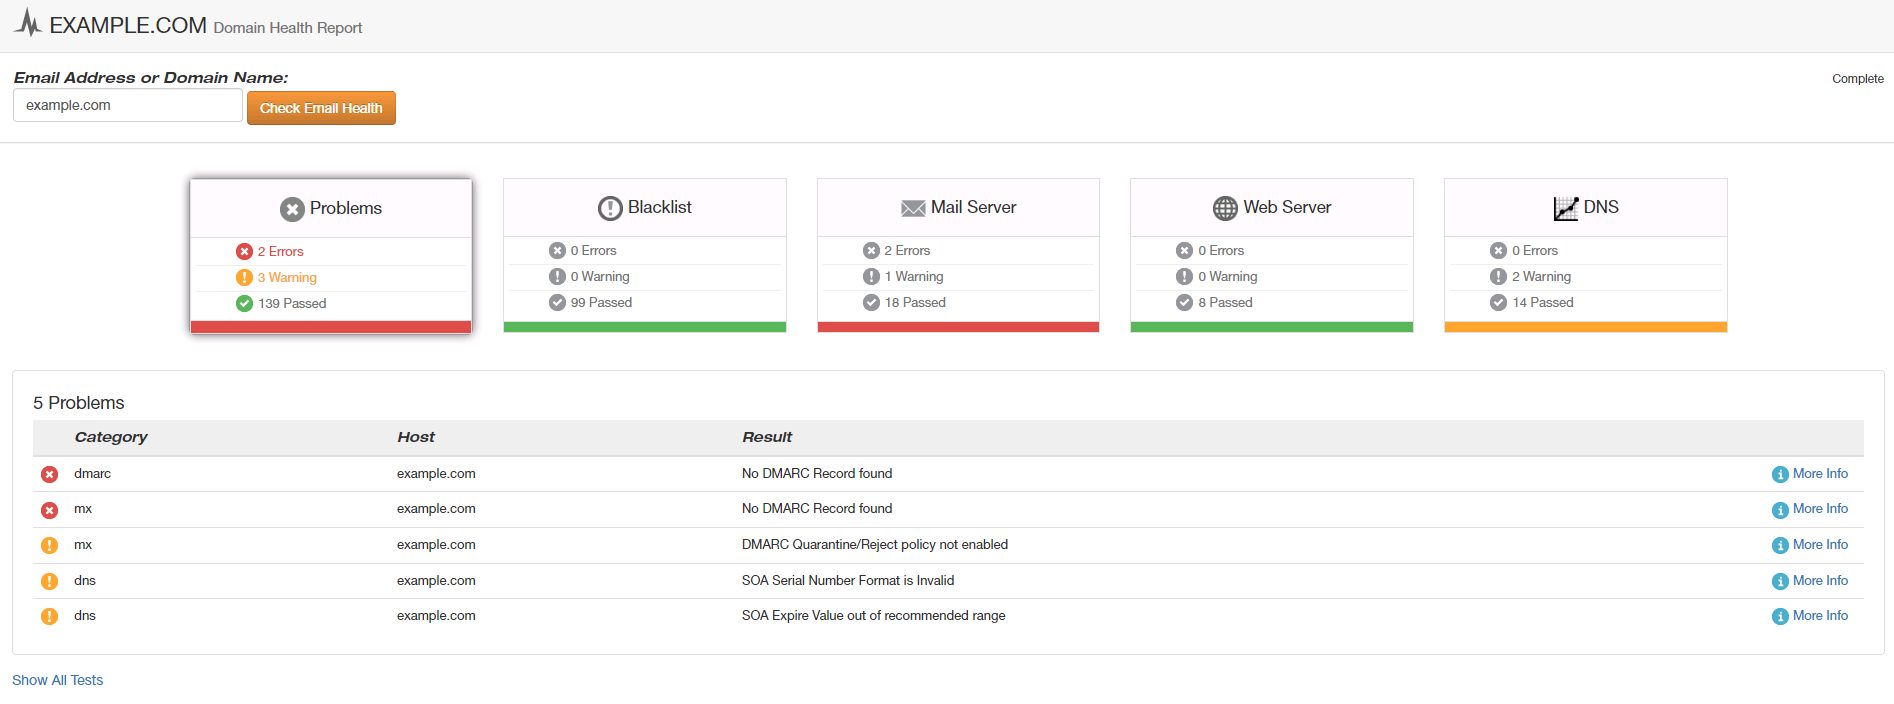 EXAMPLE.COM Domain Health Report
Email Address or Domain Name:
Complete
example.com
Check Email Health
Problems
2 Errors
3 Warning
139 Passed
Blacklist
0 Errors
0 Warning
99 Passed
Mail Server
2 Errors
1 Warning
18 Passed
Web Server
0 Errors
0 Warning
8 Passed
DNS
0 Errors
2 Warning
14 Passed
5 Problems
Category Host Result
dmarc example.com No DMARC Record found More Info
mx example.com No DMARC Record found More Info
mx example.com DMARC Quarantine/Reject policy not enabled More Info
dns example.com SOA Serial Number Format is Invalid More Info
dns example.com SOA Expire Value out of recommended range More Info
Show All Tests